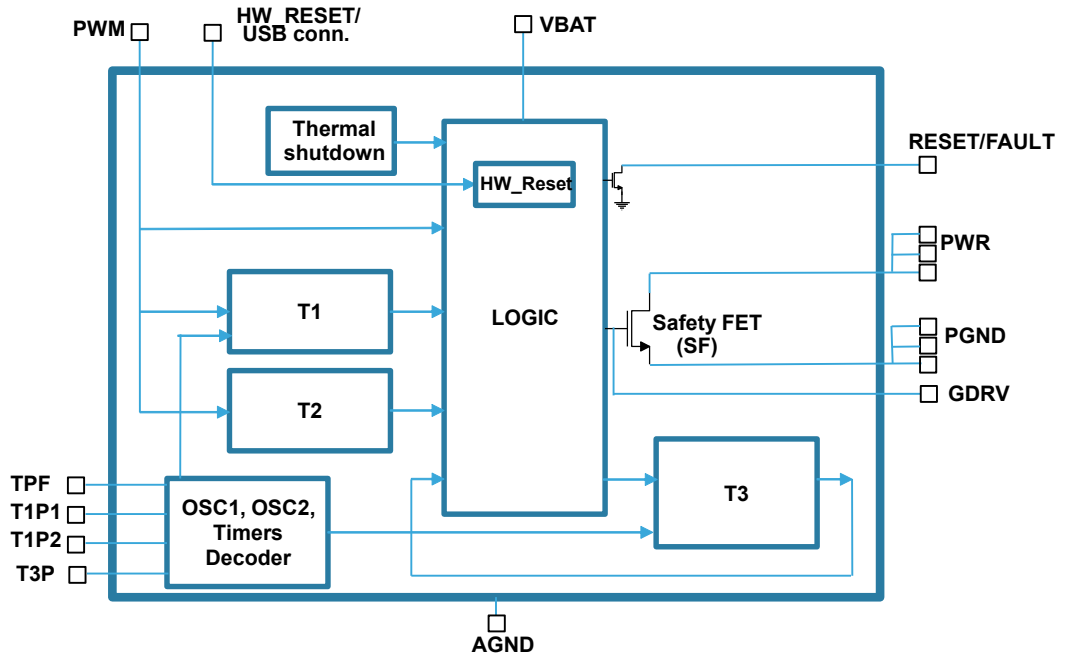 PWM
HW_RESET/
USB conn.
VBAT
Thermal
shutdown
RESET/FAULT
HW_Reset
PWR
T1
LOGIC
Safety FET
(SF)
PGND
T2
GDRV
TPF
T1P1
T1P2
T3P
OSC1, OSC2,
Timers
Decoder
T3
AGND